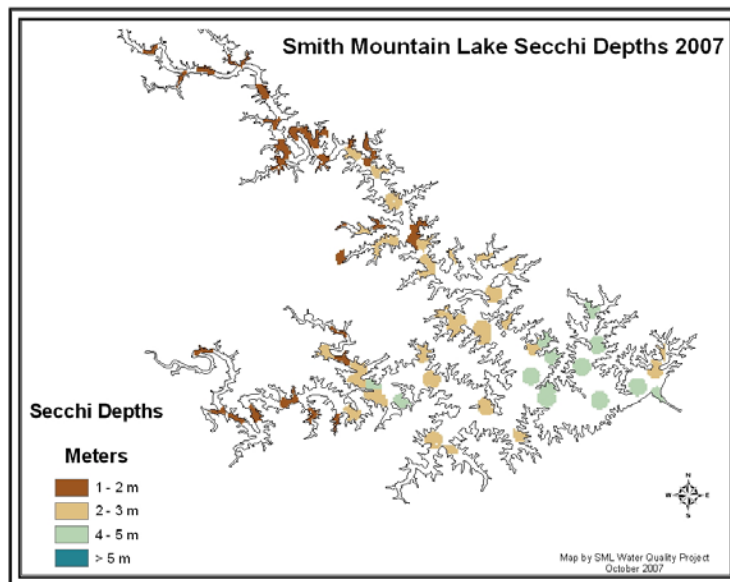 Smith Mountain Lake Secchi Depths 2007
Secchi Depths
Meters
1 - 2 m
2 - 3 m
4 - 5 m
> 5 m
N
W E
S
Map by SML Water Quality Project
October 2007